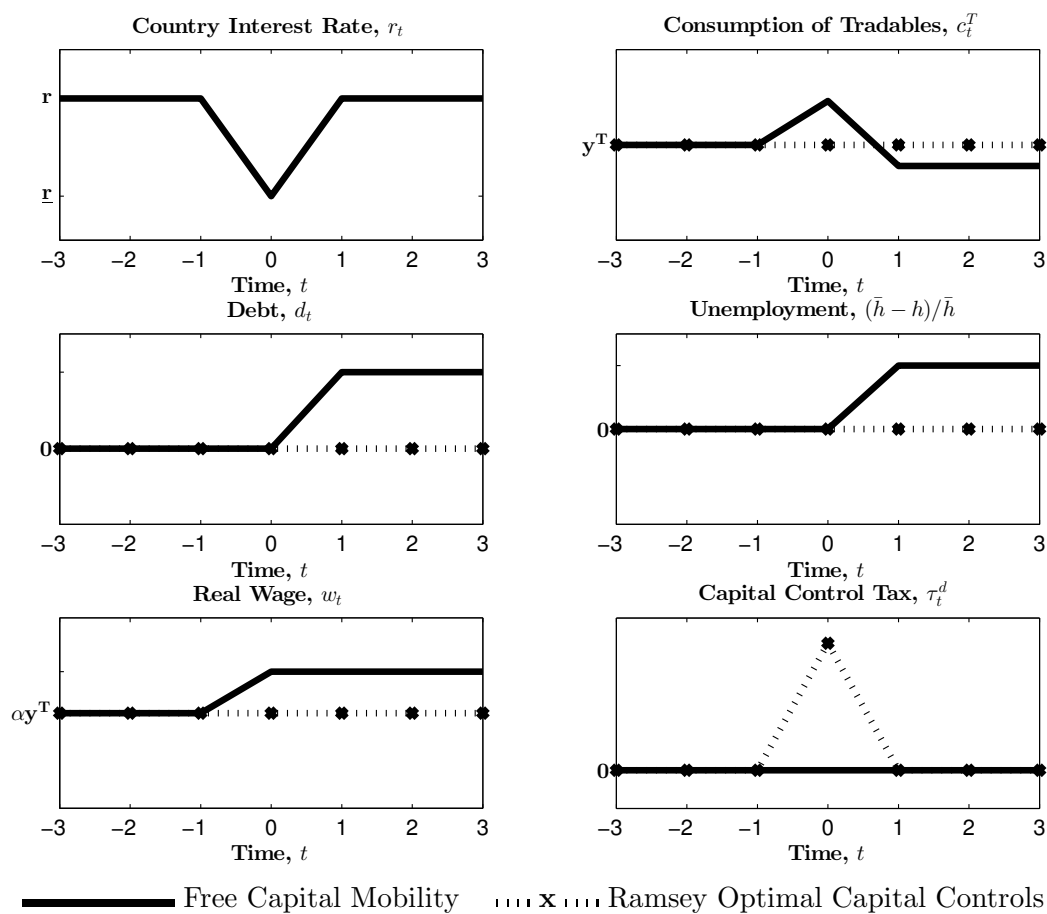 Country Interest Rate, r_t
r
r
−3 −2 −1 0 1 2 3
Time, t
Consumption of Tradables, c_t^T
y^T
−3 −2 −1 0 1 2 3
Time, t
Debt, d_t
0
−3 −2 −1 0 1 2 3
Time, t
Unemployment, (h̄ − h)/h̄
0
−3 −2 −1 0 1 2 3
Time, t
Real Wage, w_t
αy^T
−3 −2 −1 0 1 2 3
Time, t
Capital Control Tax, τ_t^d
0
−3 −2 −1 0 1 2 3
Time, t
Free Capital Mobility x Ramsey Optimal Capital Controls